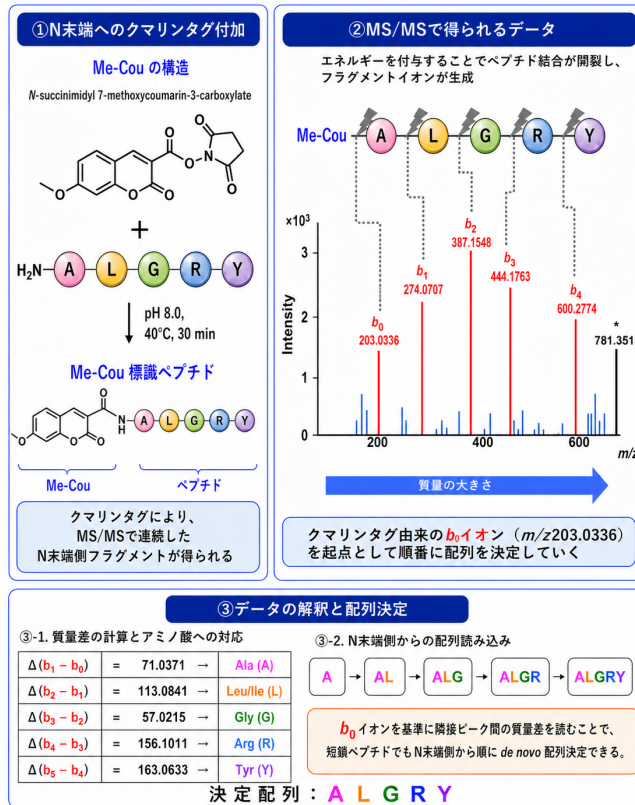 ①N末端へのクマリンタグ付加
Me-Cou の構造
N-succinimidyl 7-methoxycoumarin-3-carboxylate
O
O
O
N
O
O
O
O
+
H₂N
A
L
G
R
Y
pH 8.0,
40℃, 30 min
Me-Cou 標識ペプチド
O
N
H
O
O
O
A
L
G
R
Y
Me-Cou
ペプチド
クマリンタグにより、
MS/MSで連続した
N末端側フラグメントが得られる
②MS/MSで得られるデータ
エネルギーを付与することでペプチド結合が開裂し、
フラグメントイオンが生成
Me-Cou
A
L
G
R
Y
×10³
Intensity
3
2
1
0
b₀
203.0336
b₁
274.0707
b₂
387.1548
b₃
444.1763
b₄
600.2774
*
781.351
200
400
600
m/z
質量の大きさ
クマリンタグ由来のb₀イオン（m/z203.0336）
を起点として順番に配列を決定していく
③データの解釈と配列決定
③-1. 質量差の計算とアミノ酸への対応
Δ(b₁ − b₀) = 71.0371 → Ala (A)
Δ(b₂ − b₁) = 113.0841 → Leu/Ile (L)
Δ(b₃ − b₂) = 57.0215 → Gly (G)
Δ(b₄ − b₃) = 156.1011 → Arg (R)
Δ(b₅ − b₄) = 163.0633 → Tyr (Y)
③-2. N末端側からの配列読み込み
A → AL → ALG → ALGR → ALGRY
b₀ イオンを基準に隣接ピーク間の質量差を読むことで、
短鎖ペプチドでもN末端側から順に de novo 配列決定できる。
決定配列：A L G R Y